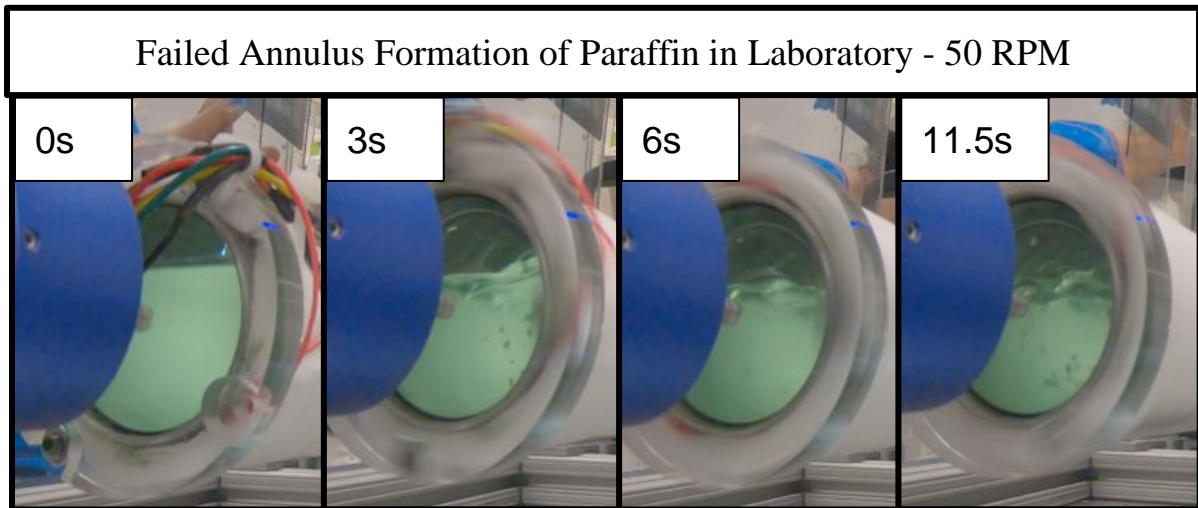 Failed Annulus Formation of Paraffin in Laboratory - 50 RPM
0s
3s
6s
11.5s